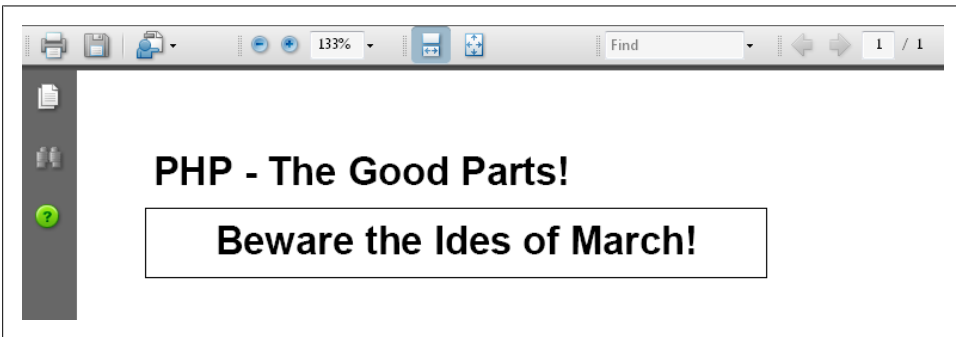 133%
Find
1 / 1
PHP - The Good Parts!
Beware the Ides of March!
?